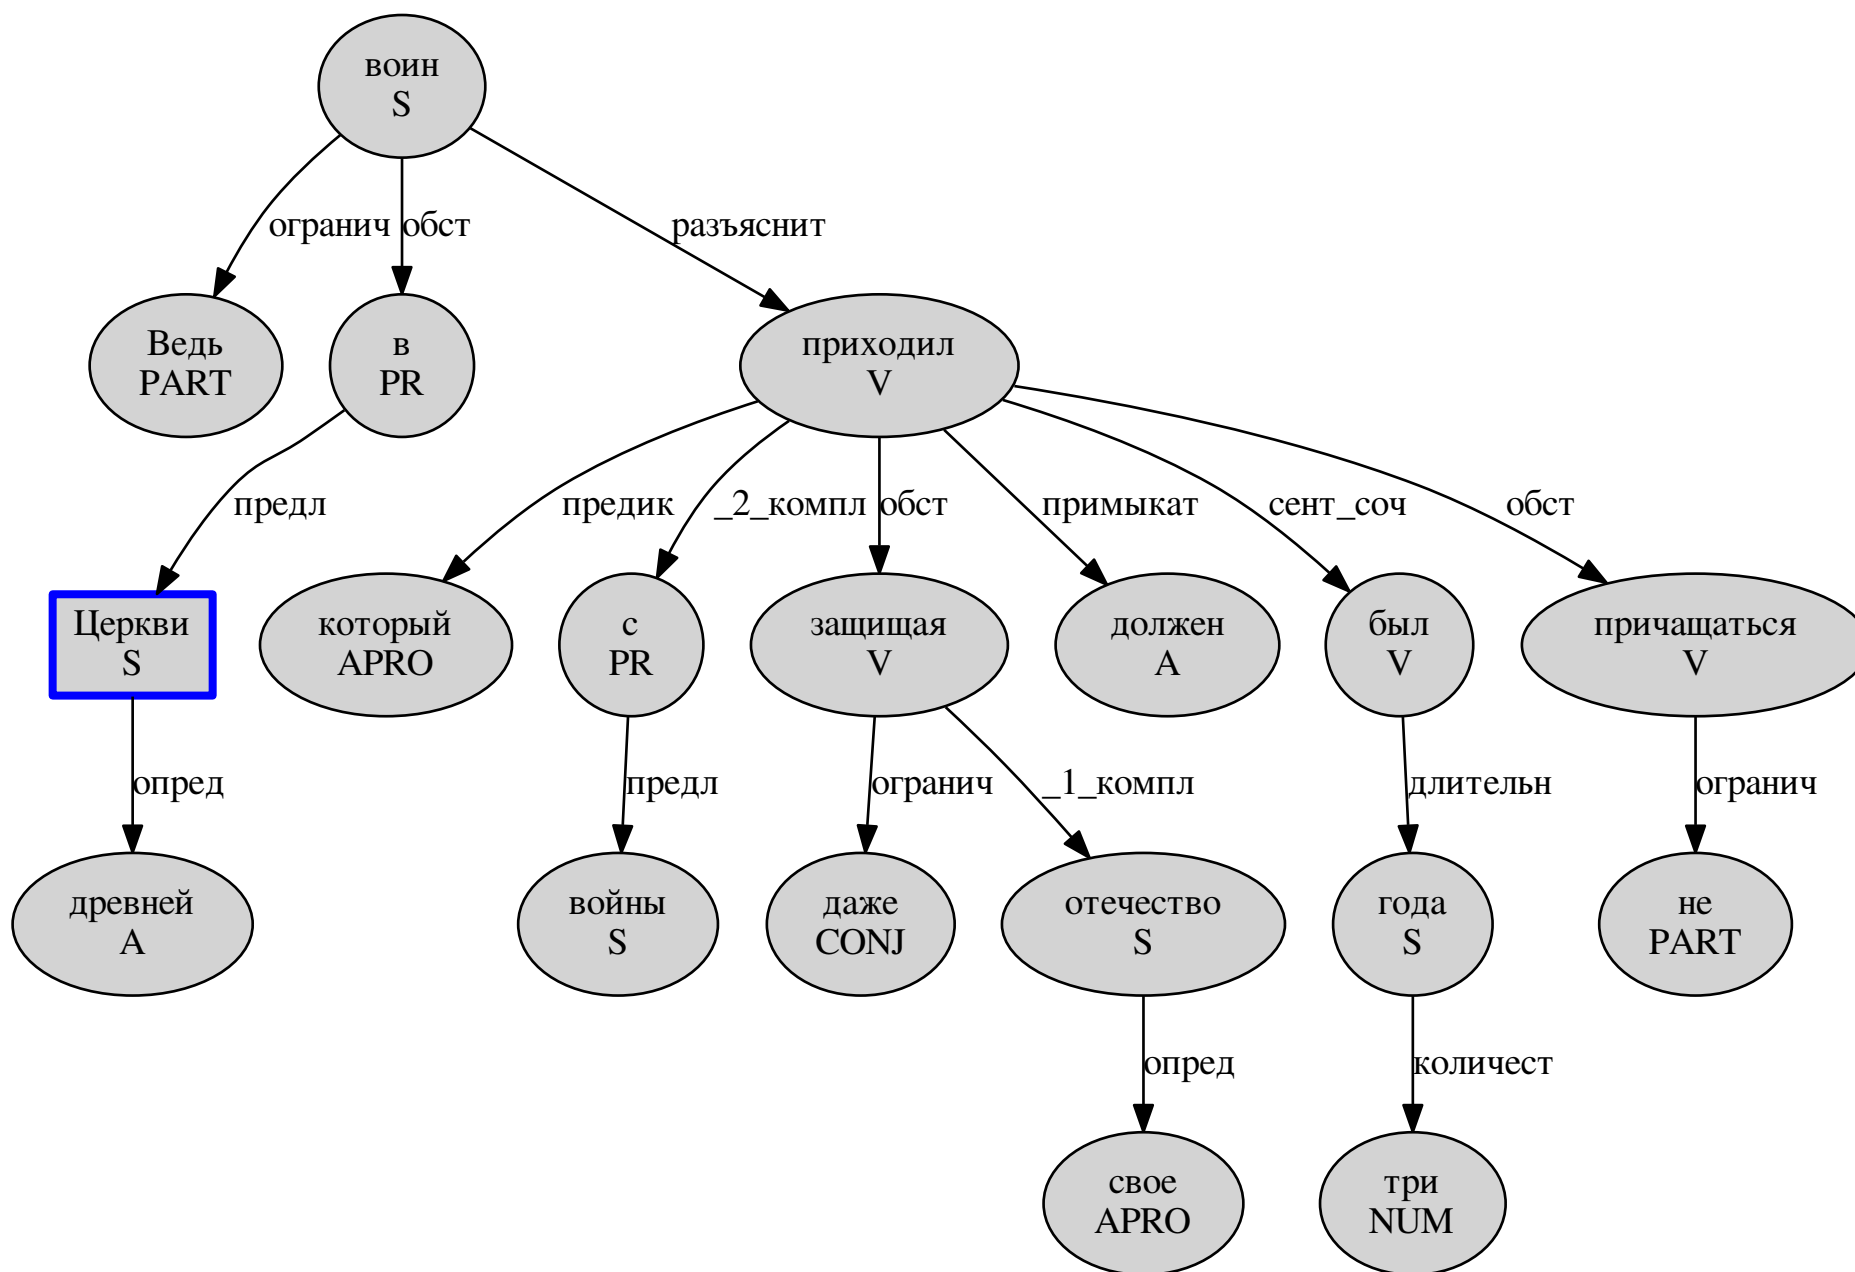 воин
S
огранич
обст
разъяснит
Ведь
PART
в
PR
приходил
V
предл
предик
_2_компл
обст
примыкат
сент_соч
обст
Церкви
S
который
APRO
с
PR
защищая
V
должен
A
был
V
причащаться
V
опред
предл
огранич
_1_компл
длительн
огранич
древней
A
войны
S
даже
CONJ
отечество
S
года
S
не
PART
опред
количест
свое
APRO
три
NUM